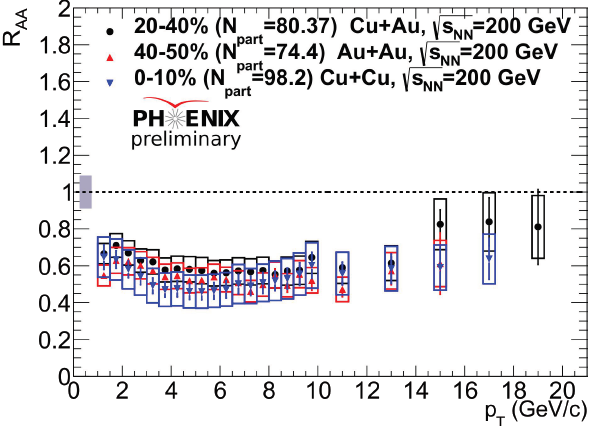 R_AA
20-40% (N_part=80.37) Cu+Au, √s_NN=200 GeV
40-50% (N_part=74.4) Au+Au, √s_NN=200 GeV
0-10% (N_part=98.2) Cu+Cu, √s_NN=200 GeV
PHENIX
preliminary
2
1.8
1.6
1.4
1.2
1
0.8
0.6
0.4
0.2
0
0 2 4 6 8 10 12 14 16 18 20
p_T (GeV/c)